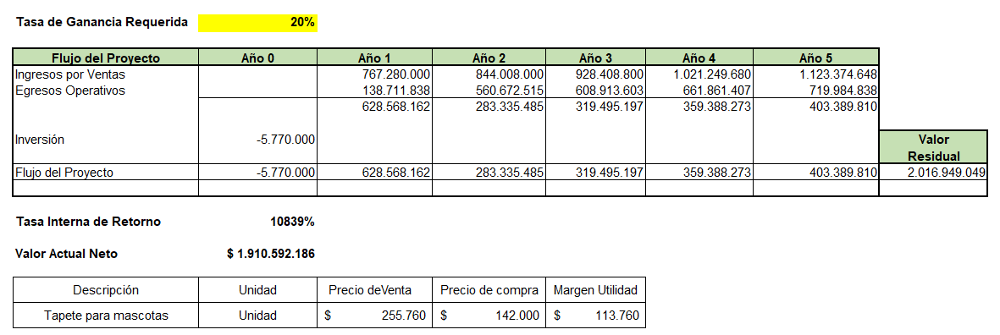 Tasa de Ganancia Requerida 20%
Flujo del Proyecto Año 0 Año 1 Año 2 Año 3 Año 4 Año 5
Ingresos por Ventas 767.280.000 844.008.000 928.408.800 1.021.249.680 1.123.374.648
Egresos Operativos 138.711.838 560.672.515 608.913.603 661.861.407 719.984.838
628.568.162 283.335.485 319.495.197 359.388.273 403.389.810
Inversión -5.770.000 Valor
Residual
Flujo del Proyecto -5.770.000 628.568.162 283.335.485 319.495.197 359.388.273 403.389.810 2.016.949.049
Tasa Interna de Retorno 10839%
Valor Actual Neto $ 1.910.592.186
Descripción Unidad Precio deVenta Precio de compra Margen Utilidad
Tapete para mascotas Unidad $ 255.760 $ 142.000 $ 113.760